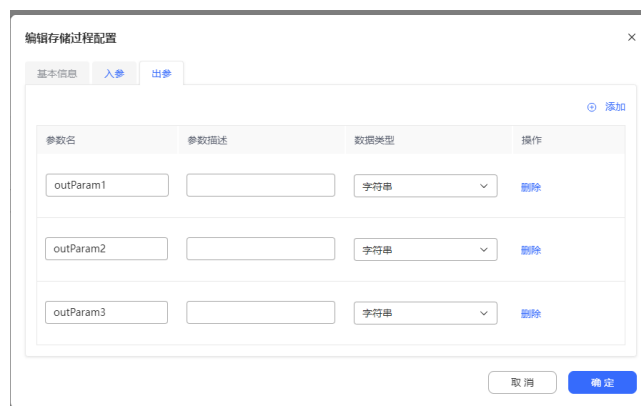 编辑存储过程配置
基本信息 入参 出参
添加
参数名 参数描述 数据类型 操作
outParam1 字符串 删除
outParam2 字符串 删除
outParam3 字符串 删除
取消 确定